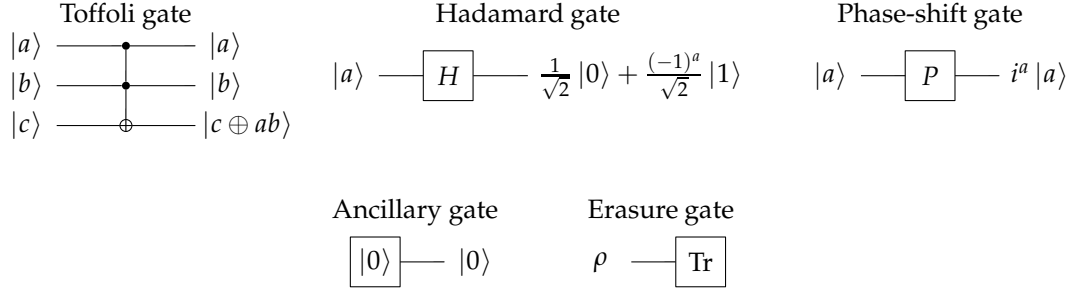 Toffoli gate
|a⟩ |a⟩
|b⟩ |b⟩
|c⟩ |c ⊕ ab⟩
Hadamard gate
|a⟩ H 1/√2 |0⟩ + (−1)^a/√2 |1⟩
Phase-shift gate
|a⟩ P i^a |a⟩
Ancillary gate
|0⟩ |0⟩
Erasure gate
ρ Tr